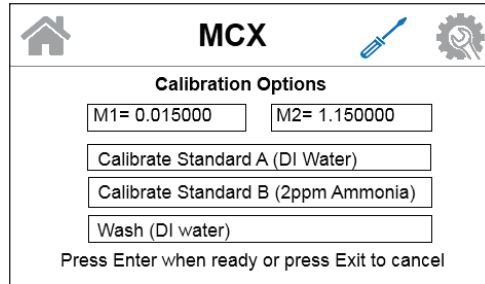 MCX
Calibration Options
M1= 0.015000 M2= 1.150000
Calibrate Standard A (DI Water)
Calibrate Standard B (2ppm Ammonia)
Wash (DI water)
Press Enter when ready or press Exit to cancel